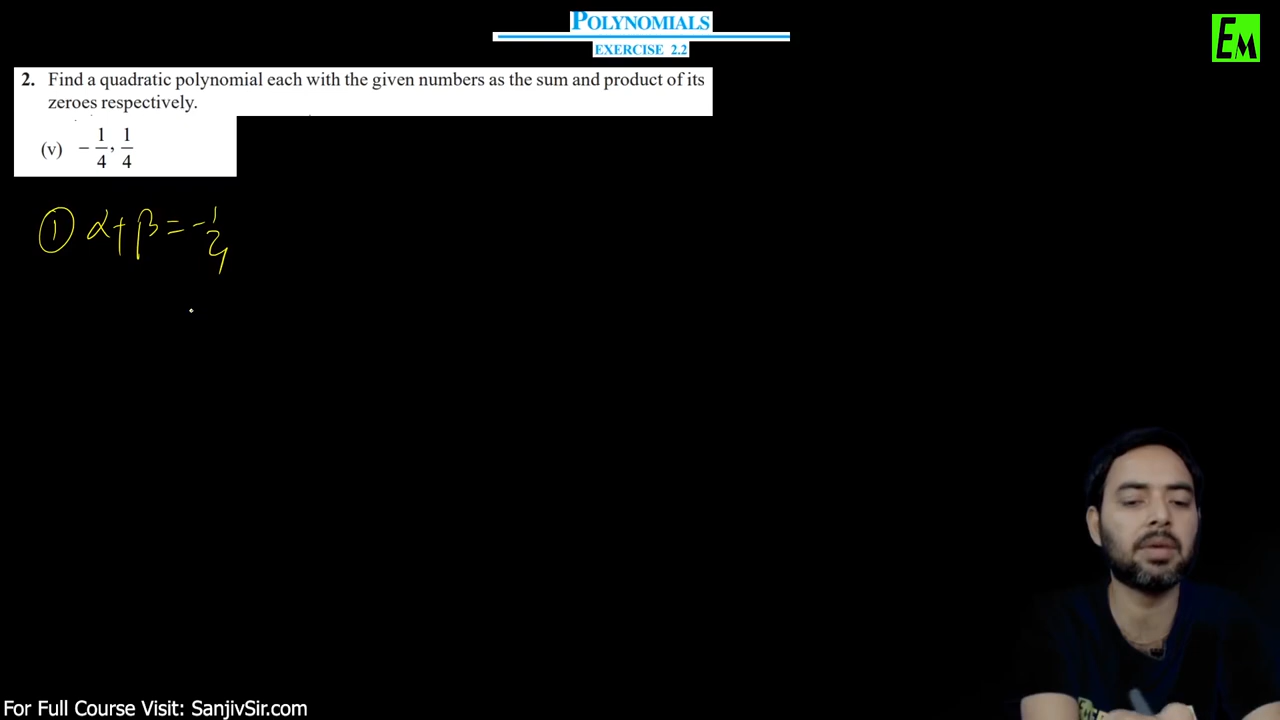 POLYNOMIALS
EXERCISE 2.2
EM
2. Find a quadratic polynomial each with the given numbers as the sum and product of its
zeroes respectively.
(v) -1/4, 1/4
① α+β=-1/4
For Full Course Visit: SanjivSir.com